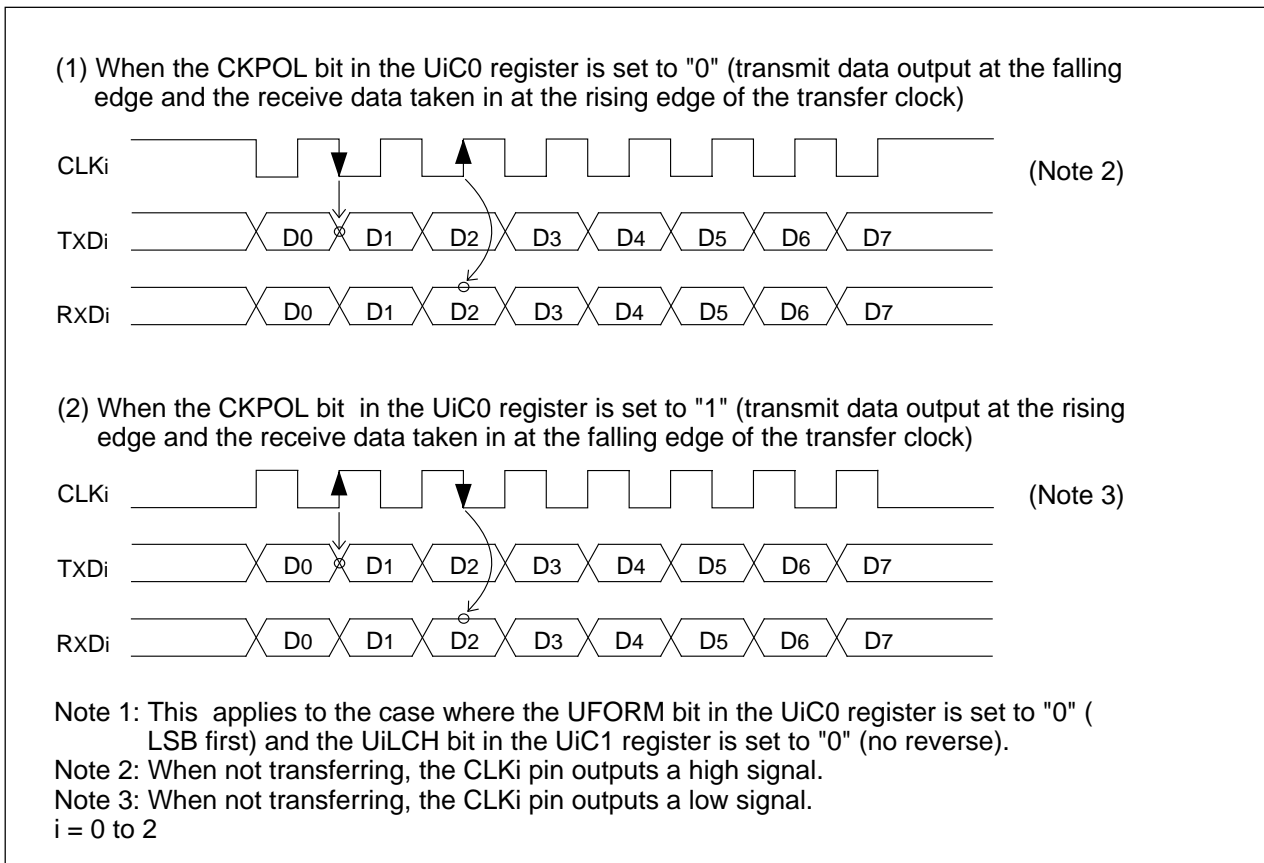 (1) When the CKPOL bit in the UiC0 register is set to "0" (transmit data output at the falling
edge and the receive data taken in at the rising edge of the transfer clock)
CLKi
(Note 2)
TXDi D0 D1 D2 D3 D4 D5 D6 D7
RXDi D0 D1 D2 D3 D4 D5 D6 D7
(2) When the CKPOL bit in the UiC0 register is set to "1" (transmit data output at the rising
edge and the receive data taken in at the falling edge of the transfer clock)
CLKi
(Note 3)
TXDi D0 D1 D2 D3 D4 D5 D6 D7
RXDi D0 D1 D2 D3 D4 D5 D6 D7
Note 1: This applies to the case where the UFORM bit in the UiC0 register is set to "0" (
LSB first) and the UiLCH bit in the UiC1 register is set to "0" (no reverse).
Note 2: When not transferring, the CLKi pin outputs a high signal.
Note 3: When not transferring, the CLKi pin outputs a low signal.
i = 0 to 2